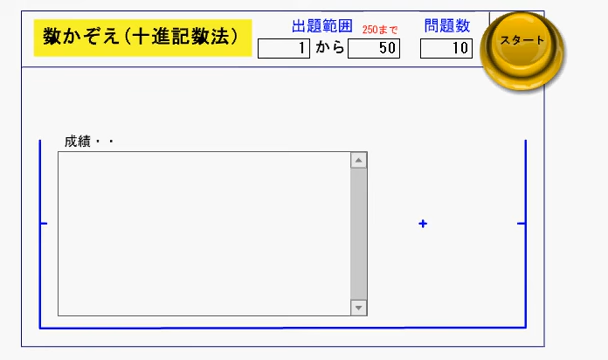 数かぞえ(十進記数法)
出題範囲 250まで 問題数
1 から 50 10
スタート
成績・・